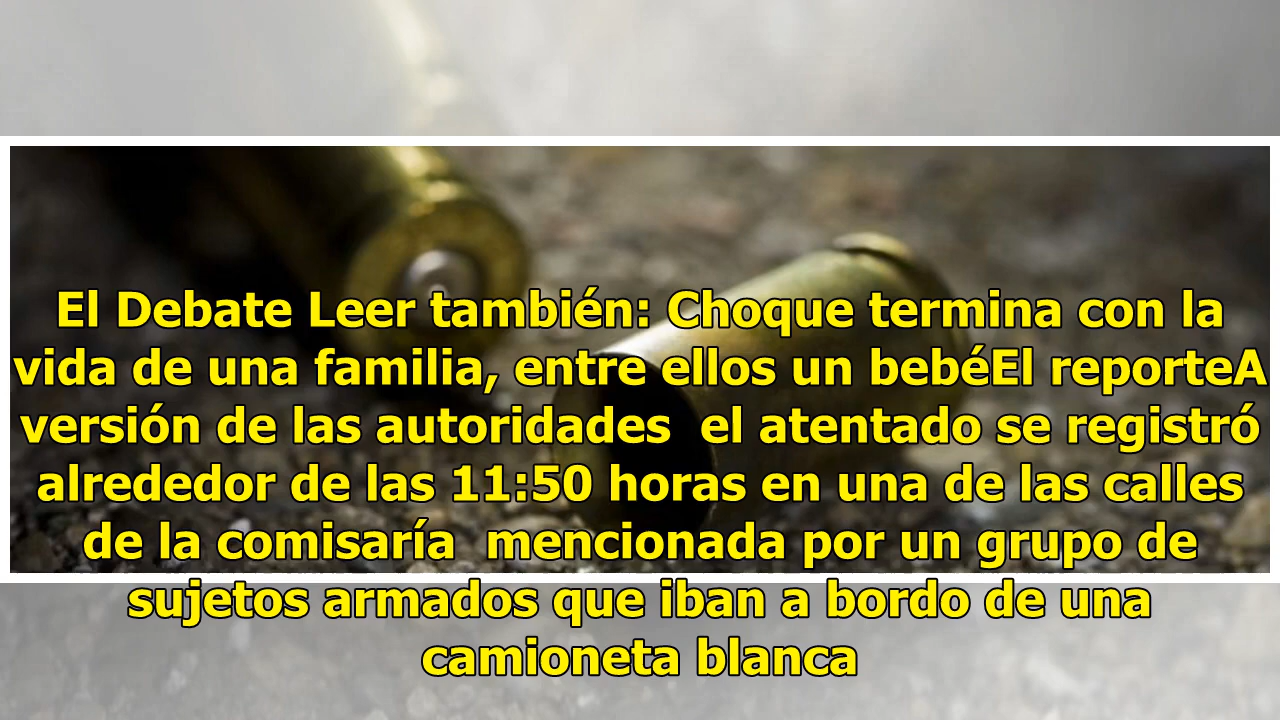 El Debate Leer también: Choque termina con la
vida de una familia, entre ellos un bebéEl reporteA
versión de las autoridades  el atentado se registró
alrededor de las 11:50 horas en una de las calles
de la comisaría  mencionada por un grupo de
sujetos armados que iban a bordo de una
camioneta blanca